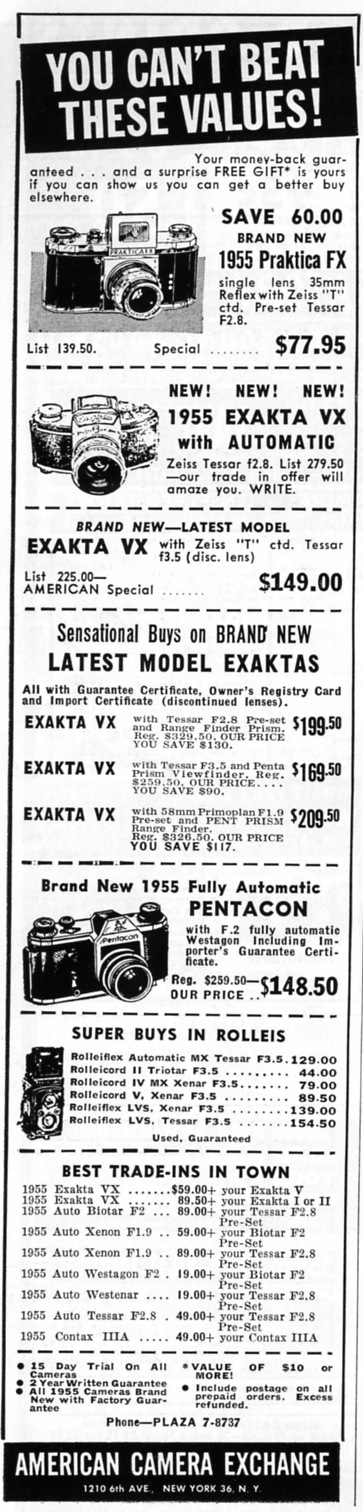 YOU CAN'T BEAT
THESE VALUES!
Your money-back guar-
anteed . . . and a surprise FREE GIFT* is yours
if you can show us you can get a better buy
elsewhere.
SAVE 60.00
BRAND NEW
1955 Praktica FX
single lens 35mm
Reflex with Zeiss "T"
ctd. Pre-set Tessar
F2.8.
PRAKTICA FX
List 139.50. Special ........ $77.95
NEW! NEW! NEW!
1955 EXAKTA VX
with AUTOMATIC
Zeiss Tessar f2.8. List 279.50
—our trade in offer will
amaze you. WRITE.
BRAND NEW—LATEST MODEL
EXAKTA VX with Zeiss "T" ctd. Tessar
f3.5 (disc. lens)
List 225.00—
AMERICAN Special ....... $149.00
Sensational Buys on BRAND NEW
LATEST MODEL EXAKTAS
All with Guarantee Certificate, Owner's Registry Card
and Import Certificate (discontinued lenses).
EXAKTA VX with Tessar F2.8 Pre-set
and Range Finder Prism.
Reg. $329.50. OUR PRICE
YOU SAVE $130.
$199.50
EXAKTA VX with Tessar F3.5 and Penta
Prism Viewfinder. Reg.
$259.50. OUR PRICE....
YOU SAVE $90.
$169.50
EXAKTA VX with 58mm Primoplan F1.9
Pre-set and PENT PRISM
Range Finder.
Reg. $326.50. OUR PRICE
YOU SAVE $117.
$209.50
Brand New 1955 Fully Automatic
PENTACON
with F.2 fully automatic
Westagon Including Im-
porter's Guarantee Certi-
ficate.
Pentacon
Reg. $259.50—
OUR PRICE .. $148.50
SUPER BUYS IN ROLLEIS
Rolleiflex Automatic MX Tessar F3.5.129.00
Rolleicord II Triotar F3.5 ......... 44.00
Rolleicord IV MX Xenar F3.5....... 79.00
Rolleicord V, Xenar F3.5 ......... 89.50
Rolleiflex LVS, Xenar F3.5 ........139.00
Rolleiflex LVS, Tessar F3.5 .......154.50
Used, Guaranteed
BEST TRADE-INS IN TOWN
1955 Exakta VX .......$59.00+ your Exakta V
1955 Exakta VX ....... 89.50+ your Exakta I or II
1955 Auto Biotar F2 ... 89.00+ your Tessar F2.8
Pre-Set
1955 Auto Xenon F1.9 .. 59.00+ your Biotar F2
Pre-Set
1955 Auto Xenon F1.9 .. 89.00+ your Tessar F2.8
Pre-Set
1955 Auto Westagon F2 . 19.00+ your Biotar F2
Pre-Set
1955 Auto Westenar .... 19.00+ your Tessar F2.8
Pre-Set
1955 Auto Tessar F2.8 . 49.00+ your Tessar F2.8
Pre-Set
1955 Contax IIIA ..... 49.00+ your Contax IIIA
● 15 Day Trial On All
Cameras
● 2 Year Written Guarantee
● All 1955 Cameras Brand
New with Factory Guar-
antee
*VALUE OF $10 or
MORE!
● Include postage on all
prepaid orders. Excess
refunded.
Phone—PLAZA 7-8737
AMERICAN CAMERA EXCHANGE
1210 6th AVE., NEW YORK 36, N. Y.